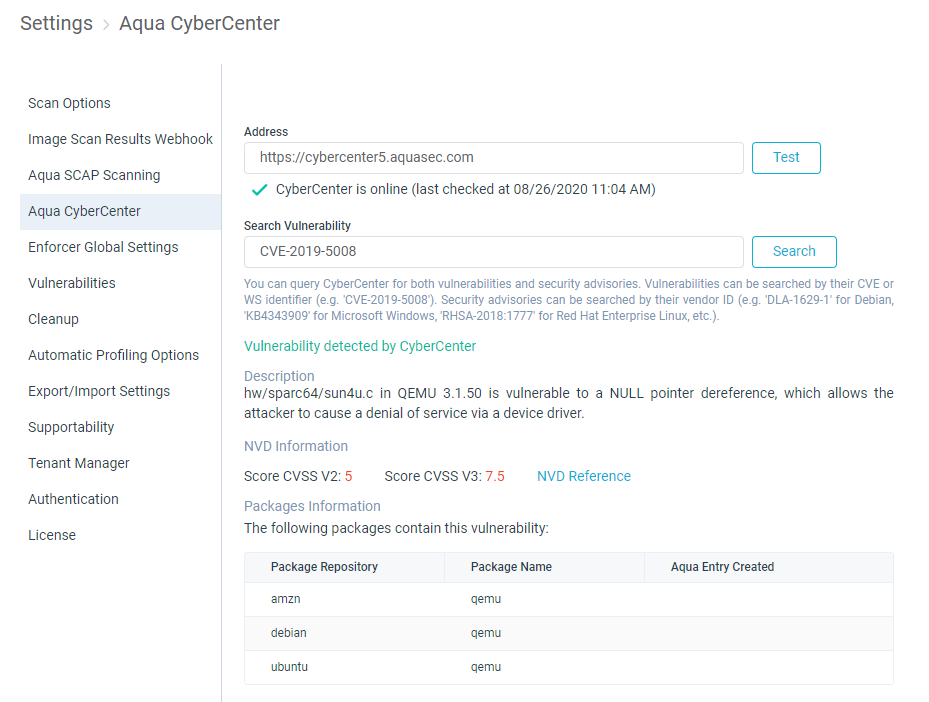 Settings > Aqua CyberCenter
Scan Options
Image Scan Results Webhook
Aqua SCAP Scanning
Aqua CyberCenter
Enforcer Global Settings
Vulnerabilities
Cleanup
Automatic Profiling Options
Export/Import Settings
Supportability
Tenant Manager
Authentication
License
Address
https://cybercenter5.aquasec.com
Test
CyberCenter is online (last checked at 08/26/2020 11:04 AM)
Search Vulnerability
CVE-2019-5008
Search
You can query CyberCenter for both vulnerabilities and security advisories. Vulnerabilities can be searched by their CVE or
WS identifier (e.g. 'CVE-2019-5008'). Security advisories can be searched by their vendor ID (e.g. 'DLA-1629-1' for Debian,
'KB4343909' for Microsoft Windows, 'RHSA-2018:1777' for Red Hat Enterprise Linux, etc.).
Vulnerability detected by CyberCenter
Description
hw/sparc64/sun4u.c in QEMU 3.1.50 is vulnerable to a NULL pointer dereference, which allows the
attacker to cause a denial of service via a device driver.
NVD Information
Score CVSS V2: 5 Score CVSS V3: 7.5 NVD Reference
Packages Information
The following packages contain this vulnerability:
Package Repository Package Name Aqua Entry Created
amzn qemu
debian qemu
ubuntu qemu